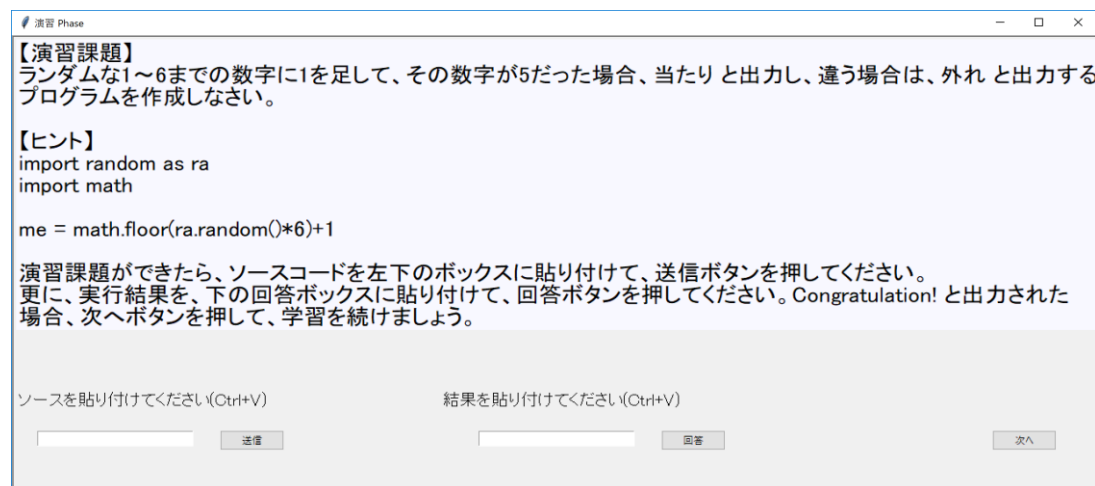 演習 Phase
【演習課題】
ランダムな1～6までの数字に1を足して、その数字が5だった場合、当たり と出力し、違う場合は、外れ と出力する
プログラムを作成しなさい。
【ヒント】
import random as ra
import math
me = math.floor(ra.random()*6)+1
演習課題ができたら、ソースコードを左下のボックスに貼り付けて、送信ボタンを押してください。
更に、実行結果を、下の回答ボックスに貼り付けて、回答ボタンを押してください。Congratulation! と出力された
場合、次へボタンを押して、学習を続けましょう。
ソースを貼り付けてください(Ctrl+V)
結果を貼り付けてください(Ctrl+V)
送信
回答
次へ